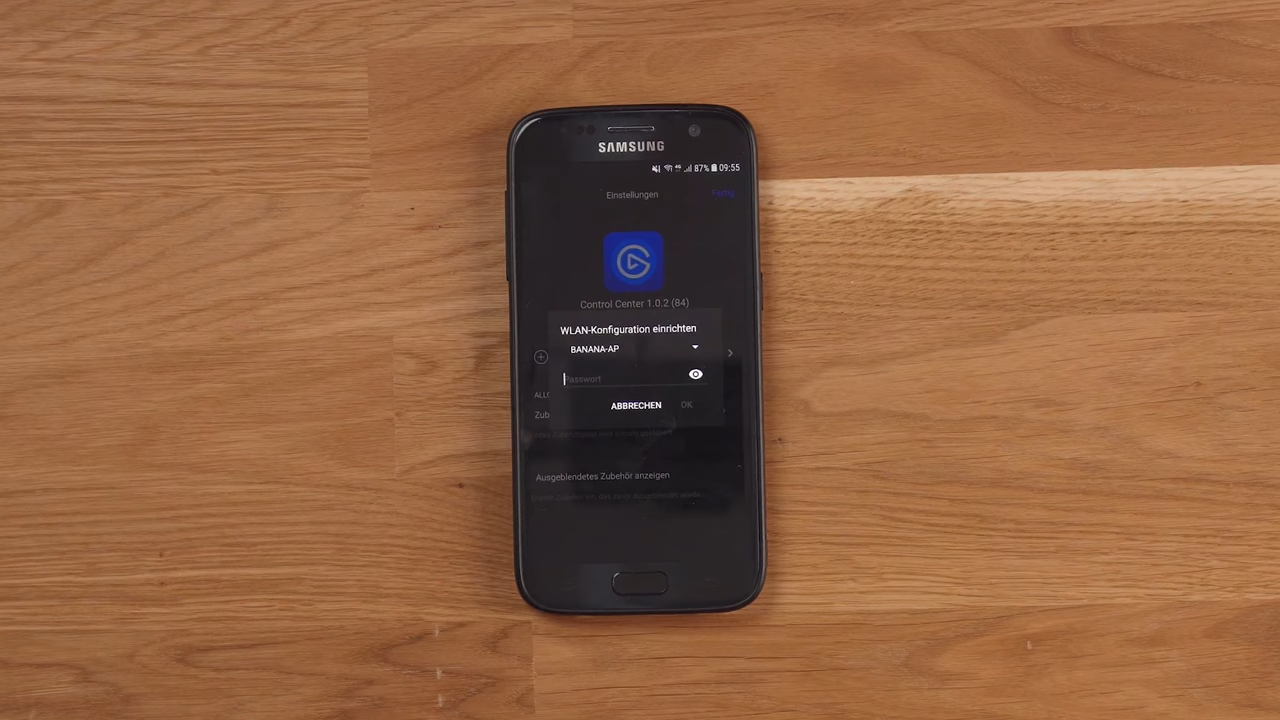 SAMSUNG
87% 09:55
Einstellungen
Fertig
Control Center 1.0.2 (84)
WLAN-Konfiguration einrichten
BANANA-AP
Passwort
ABBRECHEN OK
Ausgeblendetes Zubehör anzeigen